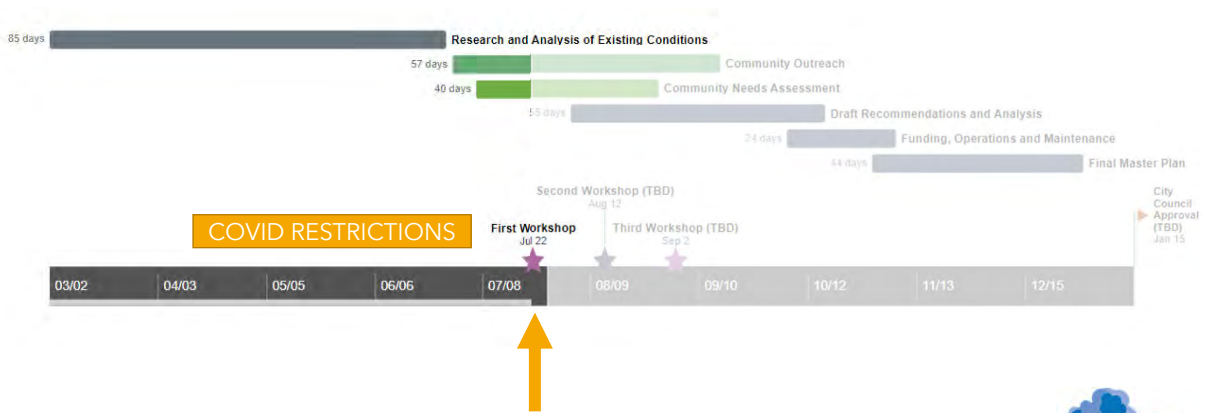 85 days
Research and Analysis of Existing Conditions
57 days
Community Outreach
40 days
Community Needs Assessment
55 days
Draft Recommendations and Analysis
24 days
Funding, Operations and Maintenance
44 days
Final Master Plan
COVID RESTRICTIONS
First Workshop
Jul 22
Second Workshop (TBD)
Aug 12
Third Workshop (TBD)
Sep 2
City
Council
Approval
(TBD)
Jan 15
03/02 04/03 05/05 06/06 07/08 08/09 09/10 10/12 11/13 12/15